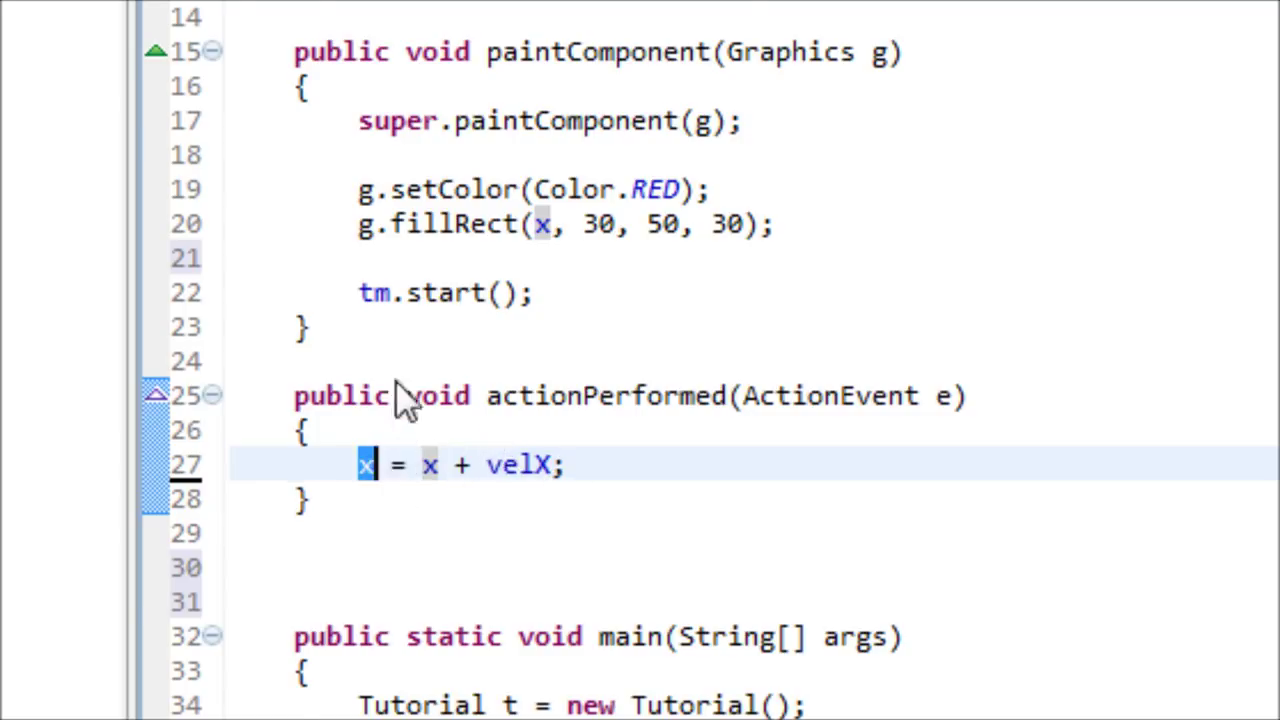 14
15 public void paintComponent(Graphics g)
16 {
17 super.paintComponent(g);
18
19 g.setColor(Color.RED);
20 g.fillRect(x, 30, 50, 30);
21
22 tm.start();
23 }
24
25 public void actionPerformed(ActionEvent e)
26 {
27 x = x + velX;
28 }
29
30
31
32 public static void main(String[] args)
33 {
34 Tutorial t = new Tutorial();